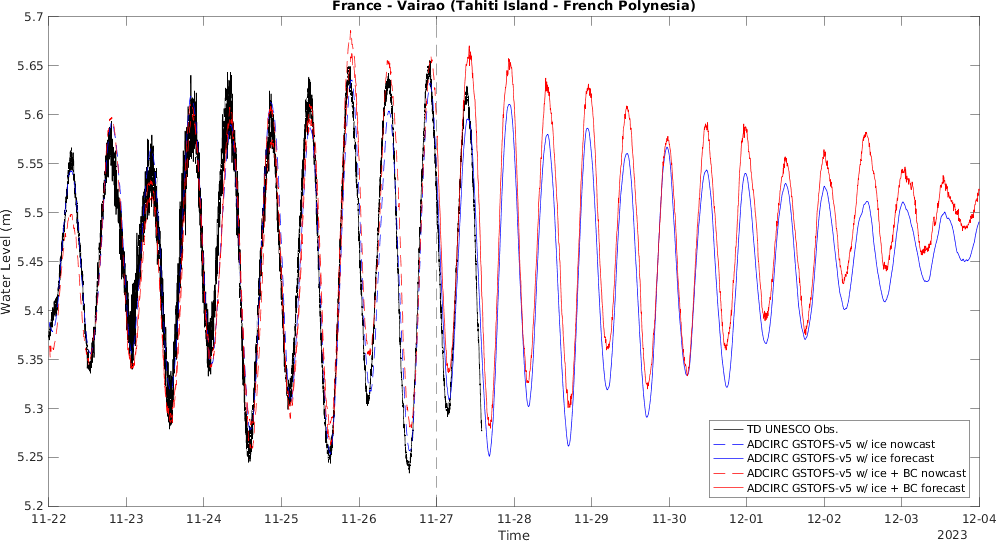 France - Vairao (Tahiti Island - French Polynesia)
5.7
5.65
5.6
5.55
5.5
5.45
5.4
5.35
5.3
5.25
5.2
Water Level (m)
TD UNESCO Obs.
ADCIRC GSTOFS-v5 w/ ice nowcast
ADCIRC GSTOFS-v5 w/ ice forecast
ADCIRC GSTOFS-v5 w/ ice + BC nowcast
ADCIRC GSTOFS-v5 w/ ice + BC forecast
11-22 11-23 11-24 11-25 11-26 11-27 11-28 11-29 11-30 12-01 12-02 12-03 12-04
Time
2023